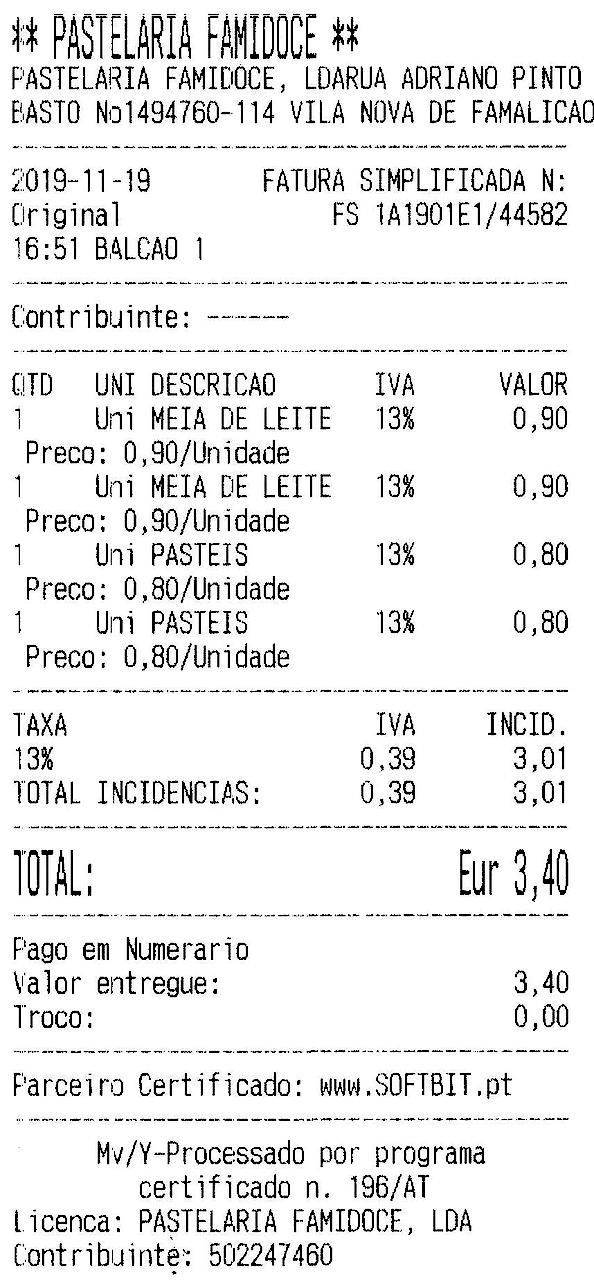 ** PASTELARIA FAMIDOCE **
PASTELARIA FAMIDOCE, LDARUA ADRIANO PINTO
BASTO No1494760-114 VILA NOVA DE FAMALICAO
2019-11-19 FATURA SIMPLIFICADA N:
Original FS 1A1901E1/44582
16:51 BALCAO 1
Contribuinte: ------
QTD UNI DESCRICAO IVA VALOR
1 Uni MEIA DE LEITE 13% 0,90
Preco: 0,90/Unidade
1 Uni MEIA DE LEITE 13% 0,90
Preco: 0,90/Unidade
1 Uni PASTEIS 13% 0,80
Preco: 0,80/Unidade
1 Uni PASTEIS 13% 0,80
Preco: 0,80/Unidade
TAXA IVA INCID.
13% 0,39 3,01
TOTAL INCIDENCIAS: 0,39 3,01
TOTAL: Eur 3,40
Pago em Numerario
Valor entregue: 3,40
Troco: 0,00
Parceiro Certificado: www.SOFTBIT.pt
Mv/Y-Processado por programa
certificado n. 196/AT
Licenca: PASTELARIA FAMIDOCE, LDA
Contribuinte: 502247460